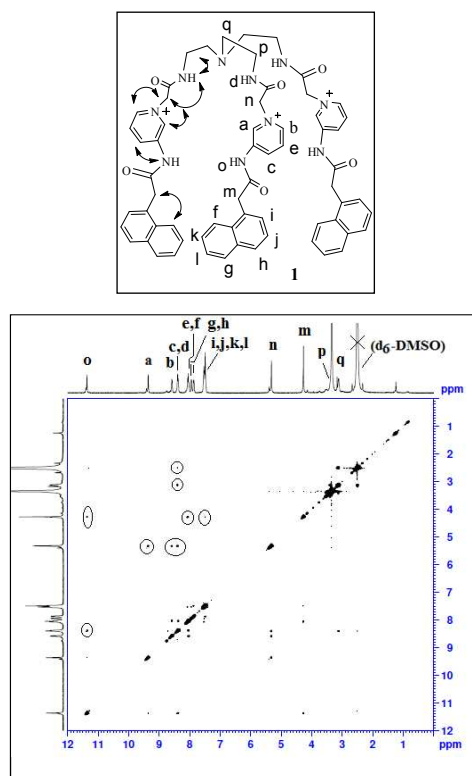 q
O NH N p HN O
d NH O
n
N+ a N+ b N+
e
NH o HN c HN
O m O O
f i
k j
l
g h
1
e,f g,h
c,d i,j,k,l
o a b n m p q (d6-DMSO)
ppm ppm
1
2
3
4
5
6
7
8
9
10
11
12
12 11 10 9 8 7 6 5 4 3 2 1 ppm